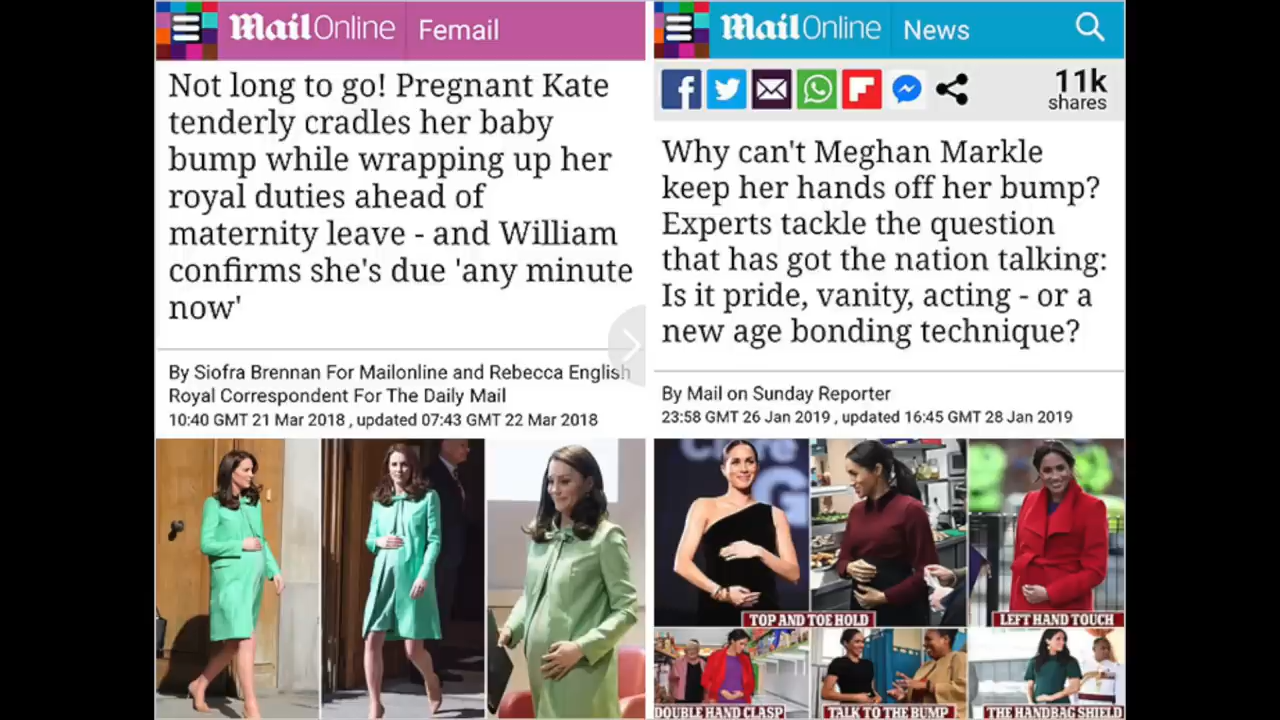 Mail Online Femail
Not long to go! Pregnant Kate
tenderly cradles her baby
bump while wrapping up her
royal duties ahead of
maternity leave - and William
confirms she's due 'any minute
now'
By Siofra Brennan For Mailonline and Rebecca English
Royal Correspondent For The Daily Mail
10:40 GMT 21 Mar 2018 , updated 07:43 GMT 22 Mar 2018
Mail Online News
11k
shares
Why can't Meghan Markle
keep her hands off her bump?
Experts tackle the question
that has got the nation talking:
Is it pride, vanity, acting - or a
new age bonding technique?
By Mail on Sunday Reporter
23:58 GMT 26 Jan 2019 , updated 16:45 GMT 28 Jan 2019
TOP AND TOE HOLD
LEFT HAND TOUCH
DOUBLE HAND CLASP
TALK TO THE BUMP
THE HANDBAG SHIELD